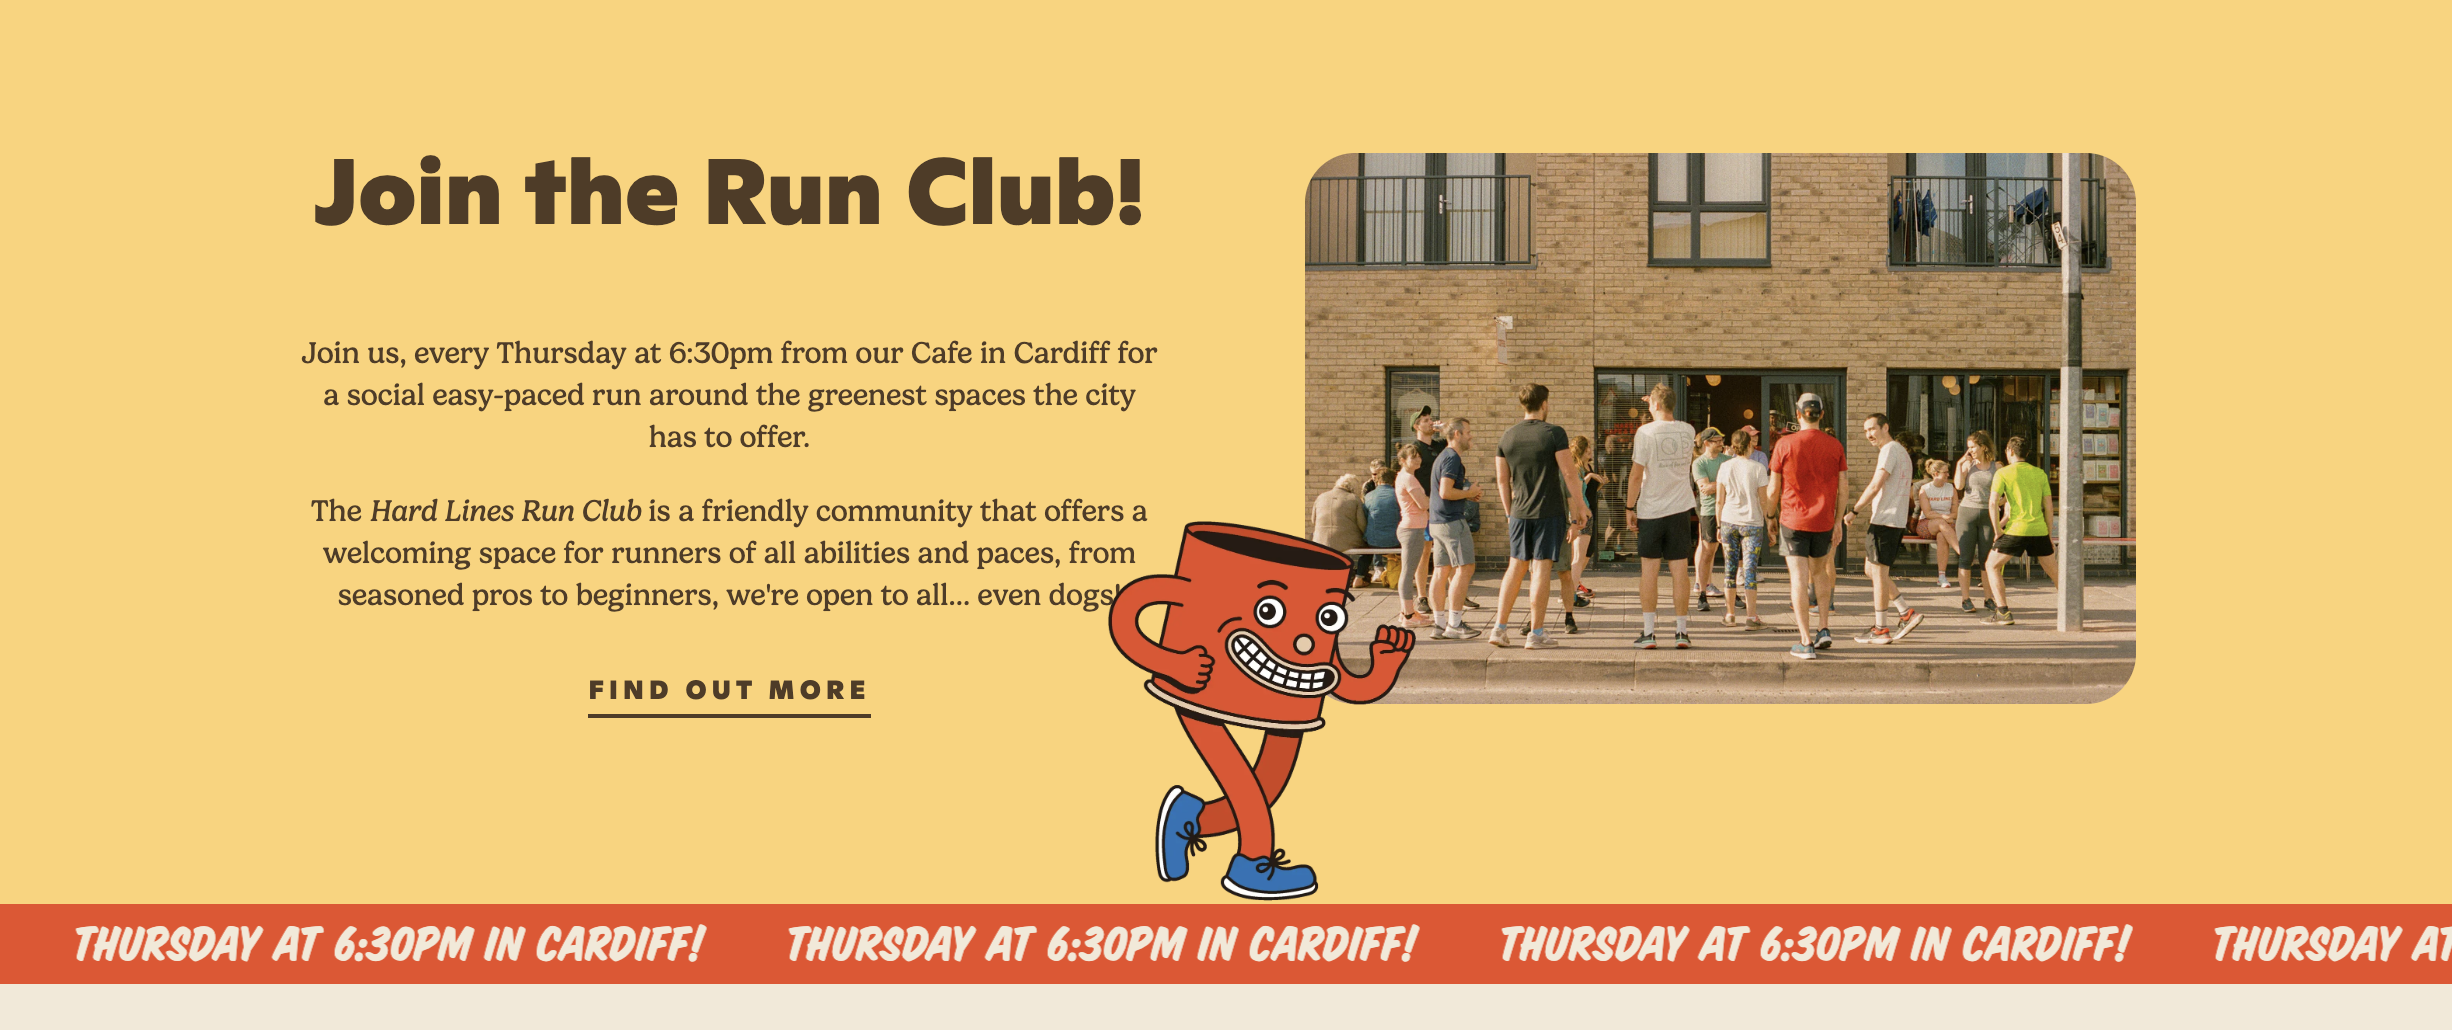 Join the Run Club!
Join us, every Thursday at 6:30pm from our Cafe in Cardiff for
a social easy-paced run around the greenest spaces the city
has to offer.
The Hard Lines Run Club is a friendly community that offers a
welcoming space for runners of all abilities and paces, from
seasoned pros to beginners, we're open to all... even dogs!
FIND OUT MORE
HARD LINES
THURSDAY AT 6:30PM IN CARDIFF! THURSDAY AT 6:30PM IN CARDIFF! THURSDAY AT 6:30PM IN CARDIFF! THURSDAY AT